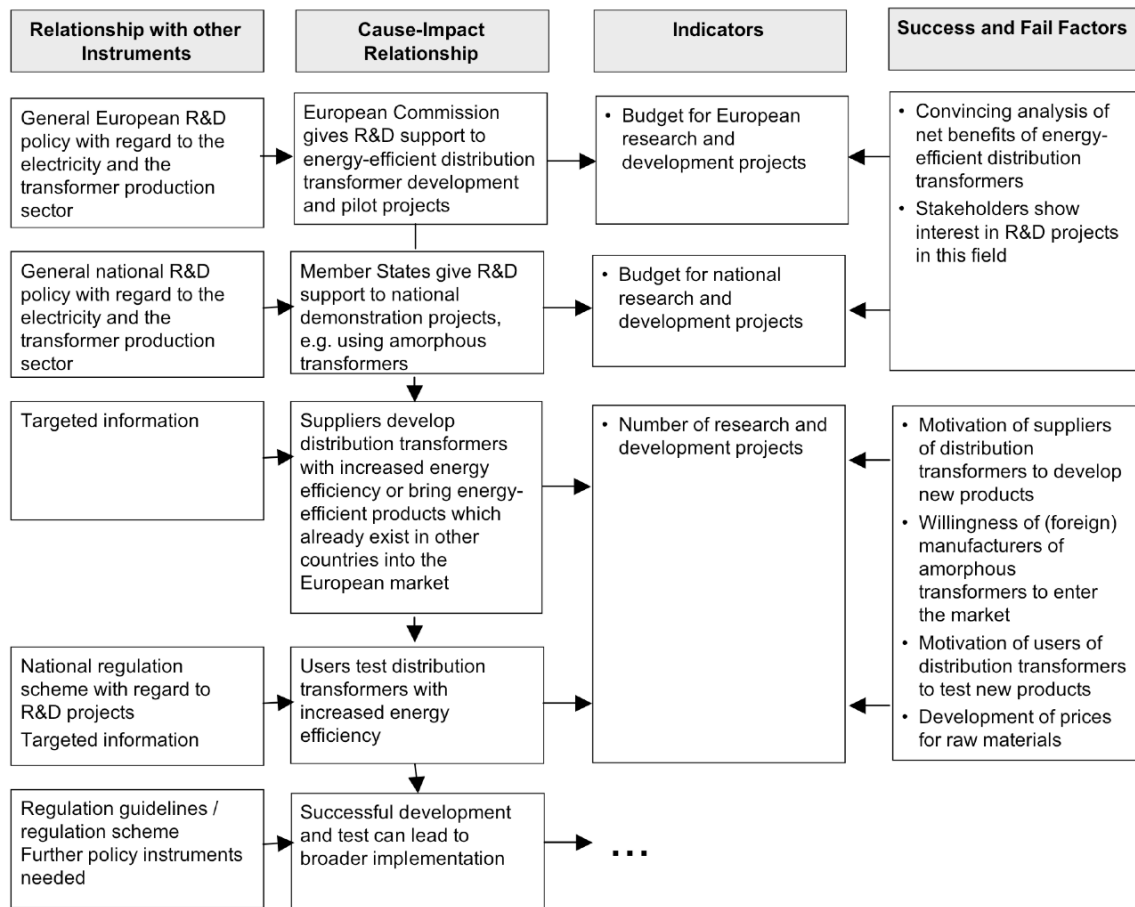 Relationship with other
Instruments
Cause-Impact
Relationship
Indicators
Success and Fail Factors
General European R&D
policy with regard to the
electricity and the
transformer production
sector
European Commission
gives R&D support to
energy-efficient distribution
transformer development
and pilot projects
• Budget for European
research and
development projects
• Convincing analysis of
net benefits of energy-
efficient distribution
transformers
• Stakeholders show
interest in R&D projects
in this field
General national R&D
policy with regard to the
electricity and the
transformer production
sector
Member States give R&D
support to national
demonstration projects,
e.g. using amorphous
transformers
• Budget for national
research and
development projects
Targeted information
Suppliers develop
distribution transformers
with increased energy
efficiency or bring energy-
efficient products which
already exist in other
countries into the
European market
• Number of research and
development projects
• Motivation of suppliers
of distribution
transformers to develop
new products
• Willingness of (foreign)
manufacturers of
amorphous
transformers to enter
the market
• Motivation of users of
distribution transformers
to test new products
• Development of prices
for raw materials
National regulation
scheme with regard to
R&D projects
Targeted information
Users test distribution
transformers with
increased energy
efficiency
Regulation guidelines /
regulation scheme
Further policy instruments
needed
Successful development
and test can lead to
broader implementation
...